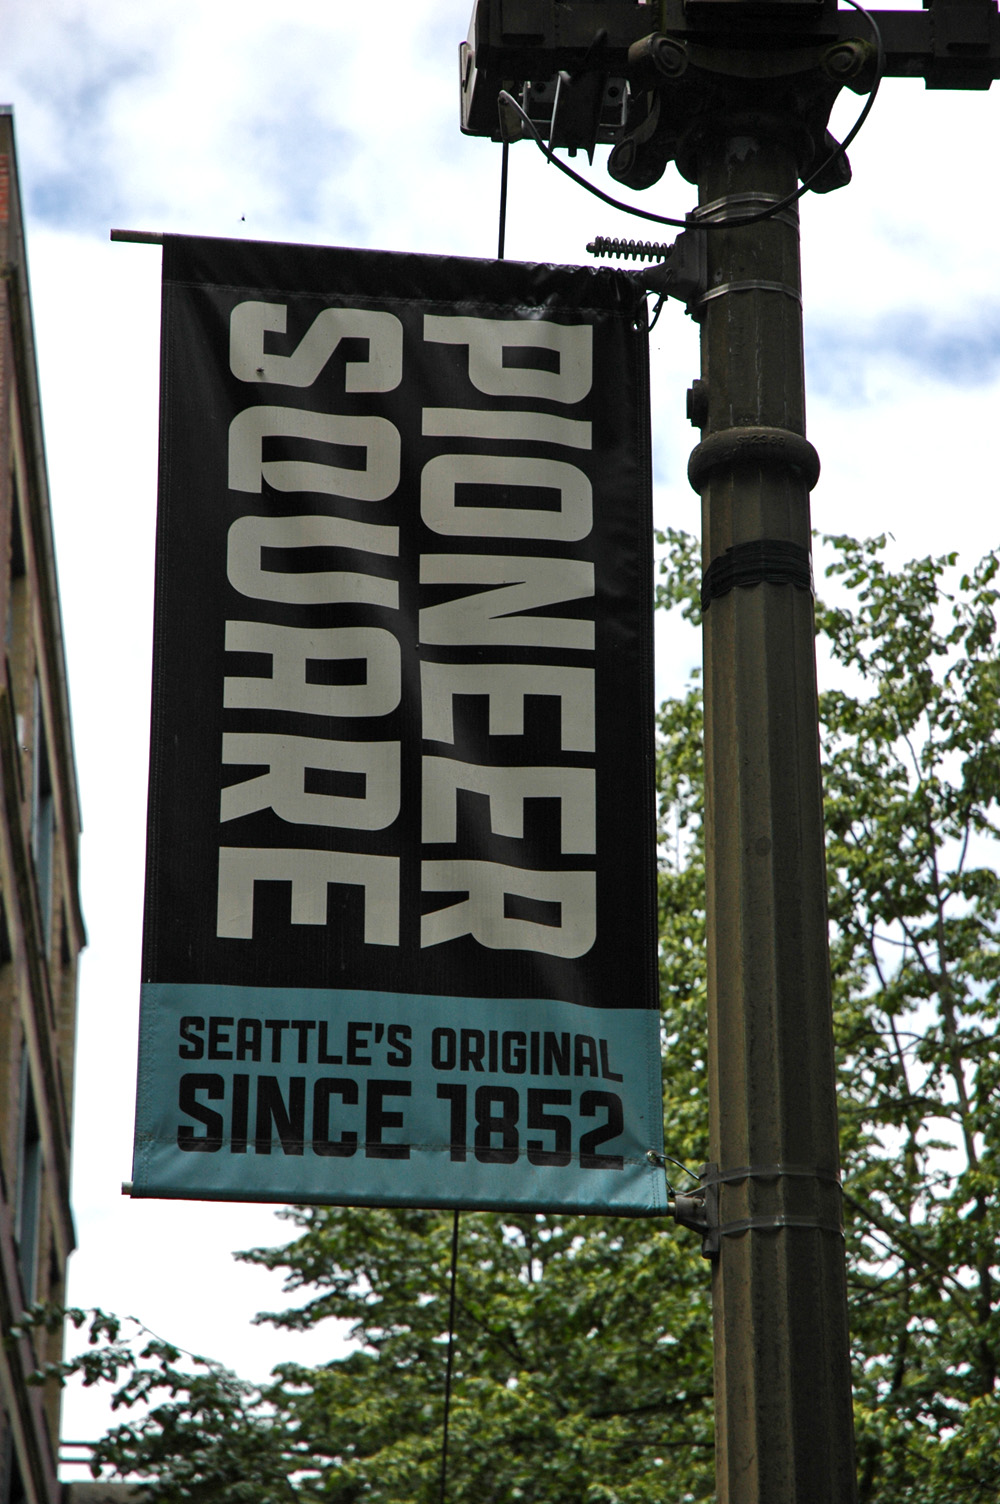 PIONEER
SQUARE
SEATTLE'S ORIGINAL
SINCE 1852